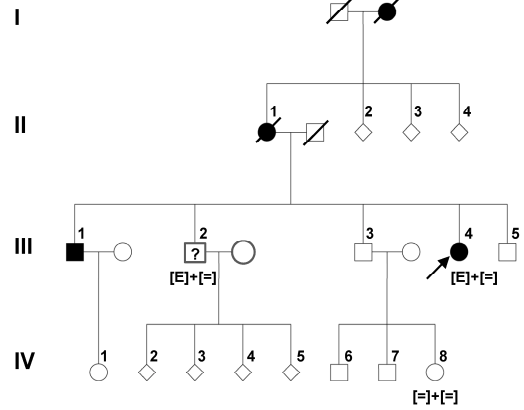 I
1 2 3 4
II
1 2 3 4 5
III
?
[E]+[=] [E]+[=]
1 2 3 4 5 6 7 8
IV
[=]+[=]